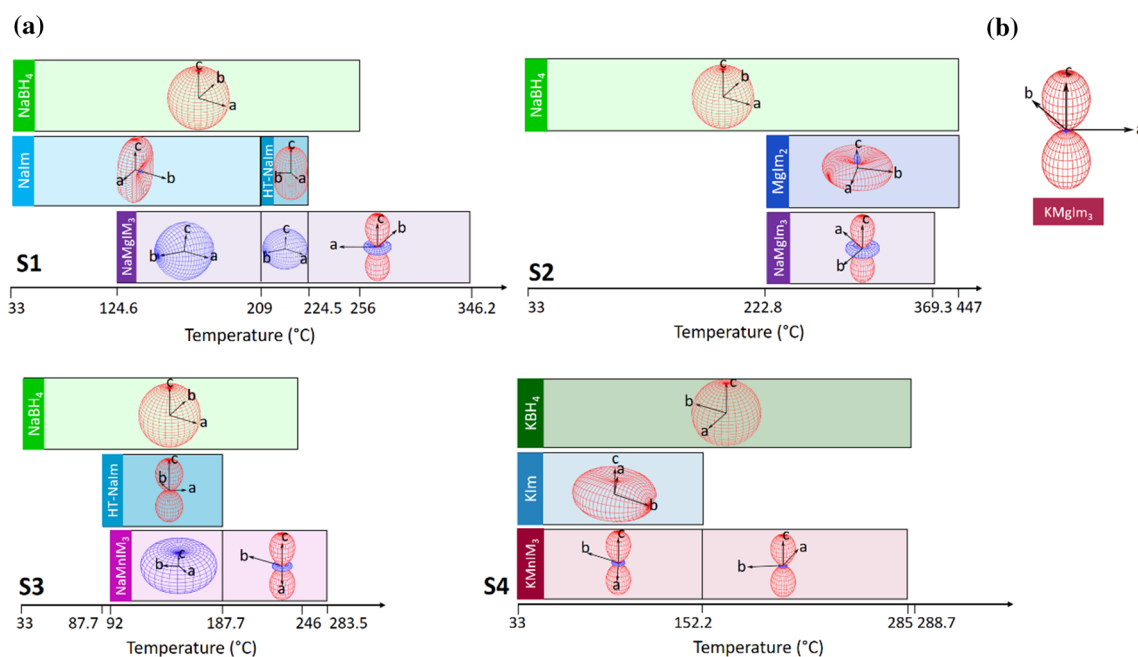 (a)
(b)
NaBH4
c
b
a
NaIm
c
a
b
HT-NaIm
c
b
a
NaMgIM3
c
b
a
c
b
a
c
a
b
S1
33
124.6
209
224.5
256
346.2
Temperature (°C)
NaBH4
c
b
a
MgIm2
c
a
b
NaMgIm3
c
a
b
S2
33
222.8
369.3
447
Temperature (°C)
c
b
a
KMgIm3
NaBH4
c
b
a
HT-NaIm
c
b
a
NaMnIM3
c
b
a
c
b
a
S3
33
87.7
92
187.7
246
283.5
Temperature (°C)
KBH4
c
b
a
KIm
c
a
b
KMnIM3
c
b
a
c
a
b
S4
33
152.2
285
288.7
Temperature (°C)